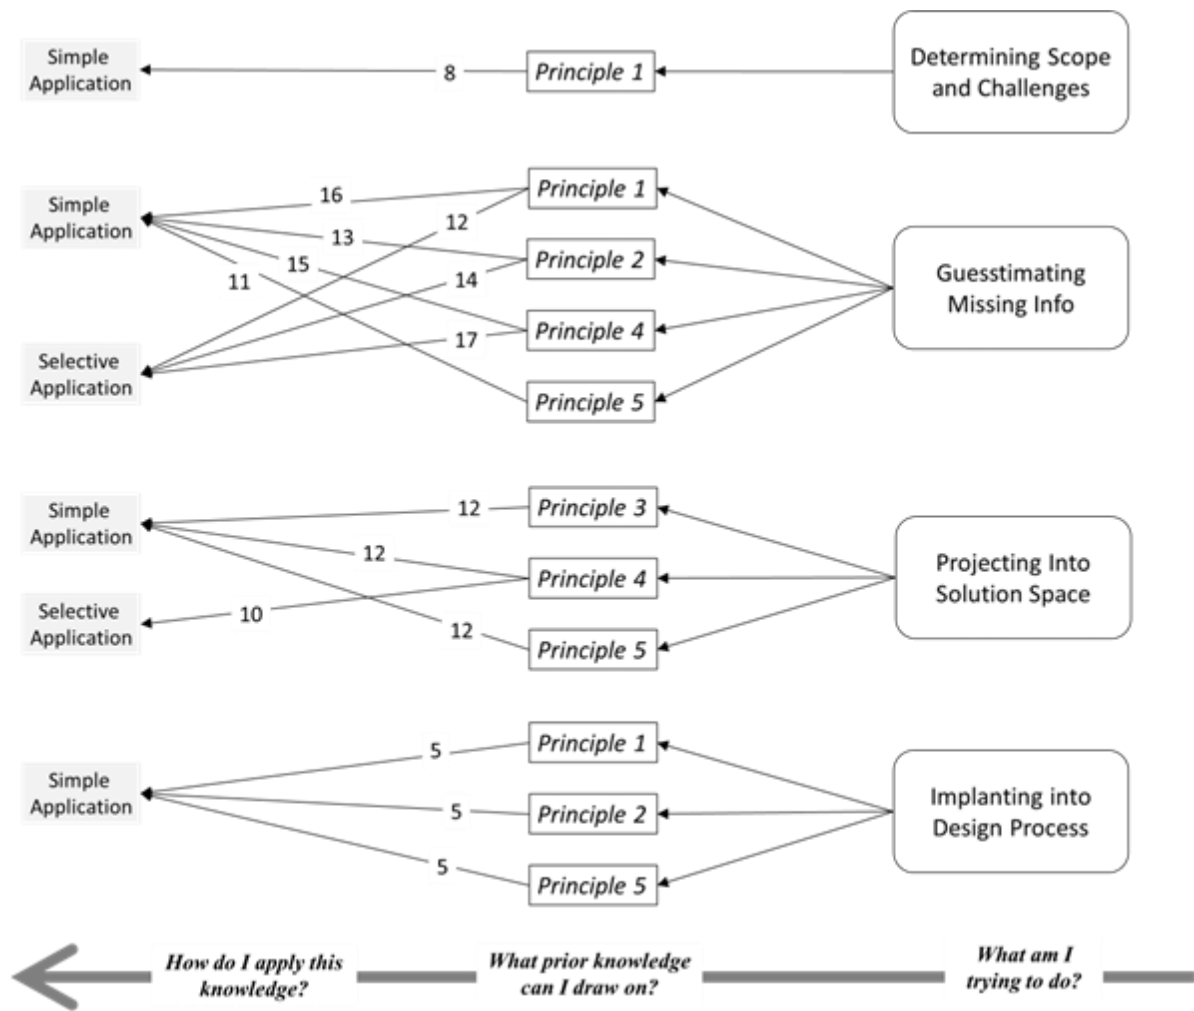 Simple
Application
8
Principle 1
Determining Scope
and Challenges
Simple
Application
Selective
Application
16
12
13
15
11
14
17
Principle 1
Principle 2
Principle 4
Principle 5
Guesstimating
Missing Info
Simple
Application
Selective
Application
12
12
10
12
Principle 3
Principle 4
Principle 5
Projecting Into
Solution Space
Simple
Application
5
5
5
Principle 1
Principle 2
Principle 5
Implanting into
Design Process
How do I apply this
knowledge?
What prior knowledge
can I draw on?
What am I
trying to do?